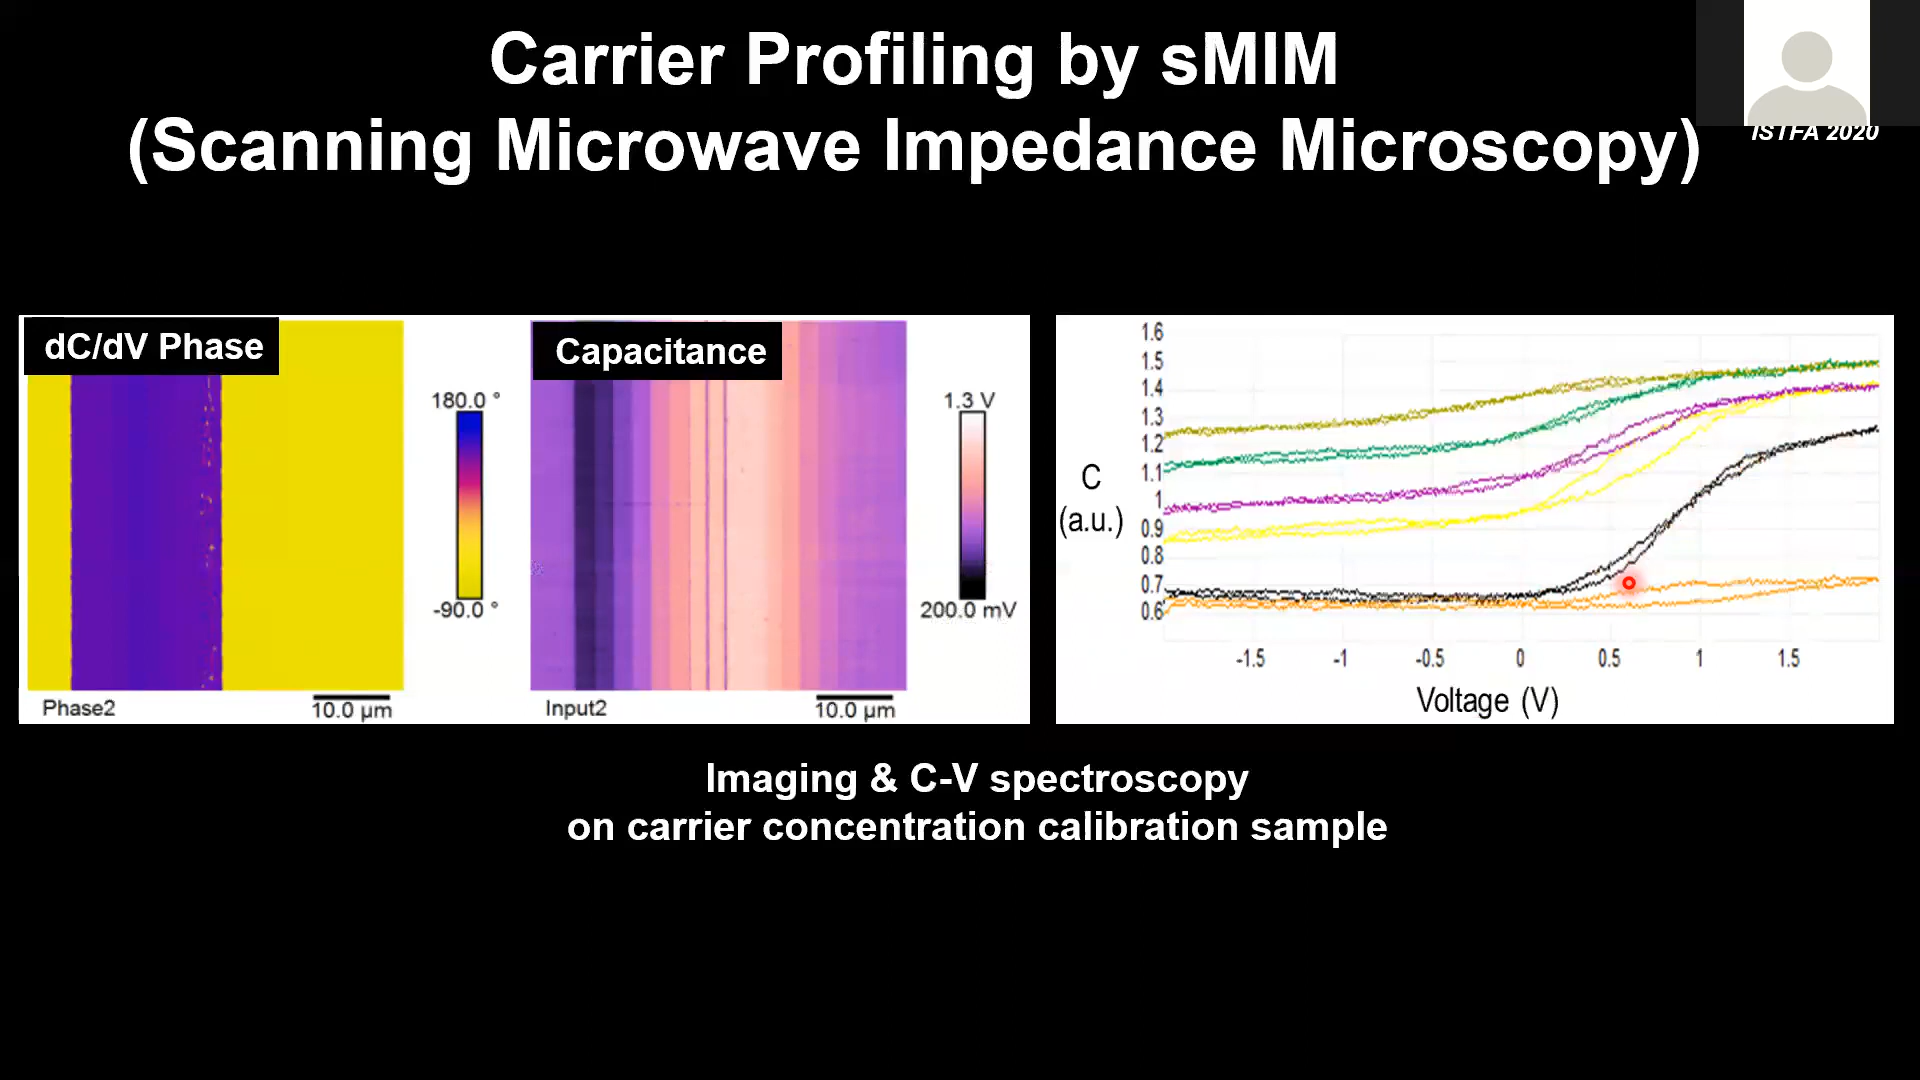 Carrier Profiling by sMIM
(Scanning Microwave Impedance Microscopy)
ISTFA 2020
dC/dV Phase
180.0 °
-90.0 °
Phase2
10.0 µm
Capacitance
1.3 V
200.0 mV
Input2
10.0 µm
1.6
1.5
1.4
1.3
1.2
1.1
1
0.9
0.8
0.7
0.6
C
(a.u.)
-1.5
-1
-0.5
0
0.5
1
1.5
Voltage (V)
Imaging & C-V spectroscopy
on carrier concentration calibration sample